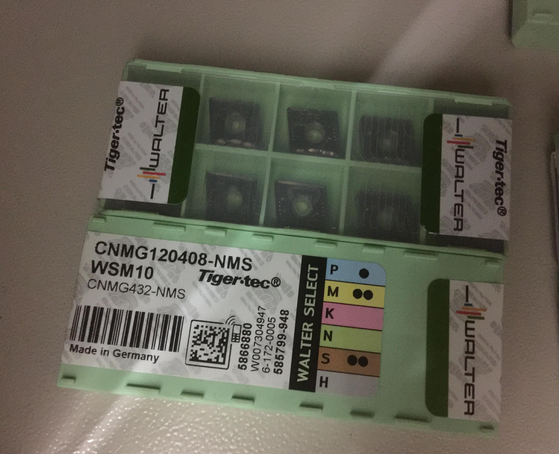 Tiger·tec®
WALTER
WALTER
Tiger·tec®
CNMG120408-NMS
WSM10
Tiger·tec®
CNMG432-NMS
Made in Germany
5866880
W007304947
6-172-0005
585799-948
WALTER SELECT
P ●
M ●●
K
N
S ●●
H
WALTER